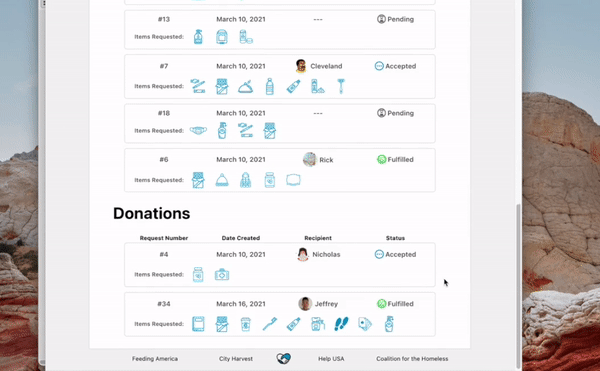 #13 March 10, 2021 --- Pending
Items Requested:
#7 March 10, 2021 Cleveland Accepted
Items Requested:
#18 March 10, 2021 --- Pending
Items Requested:
#6 March 10, 2021 Rick Fulfilled
Items Requested:
Donations
Request Number Date Created Recipient Status
#4 March 10, 2021 Nicholas Accepted
Items Requested:
#34 March 16, 2021 Jeffrey Fulfilled
Items Requested:
Feeding America City Harvest Help USA Coalition for the Homeless